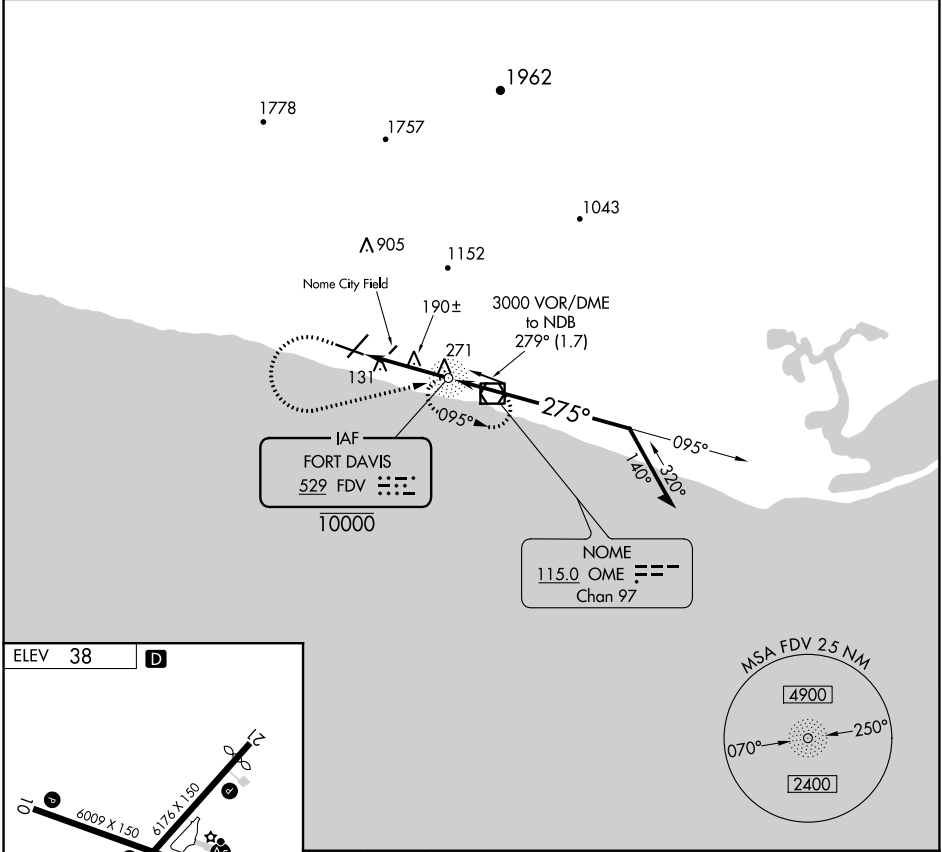 1962
1778
1757
1043
905
1152
Nome City Field
190±
3000 VOR/DME
to NDB
279° (1.7)
271
131
275°
095°
095°
320°
140°
IAF
FORT DAVIS
529 FDV
10000
NOME
115.0 OME
Chan 97
ELEV 38 D
MSA FDV 25 NM
4900
070°
250°
2400
21
10
6009 X 150
6176 X 150
P
P